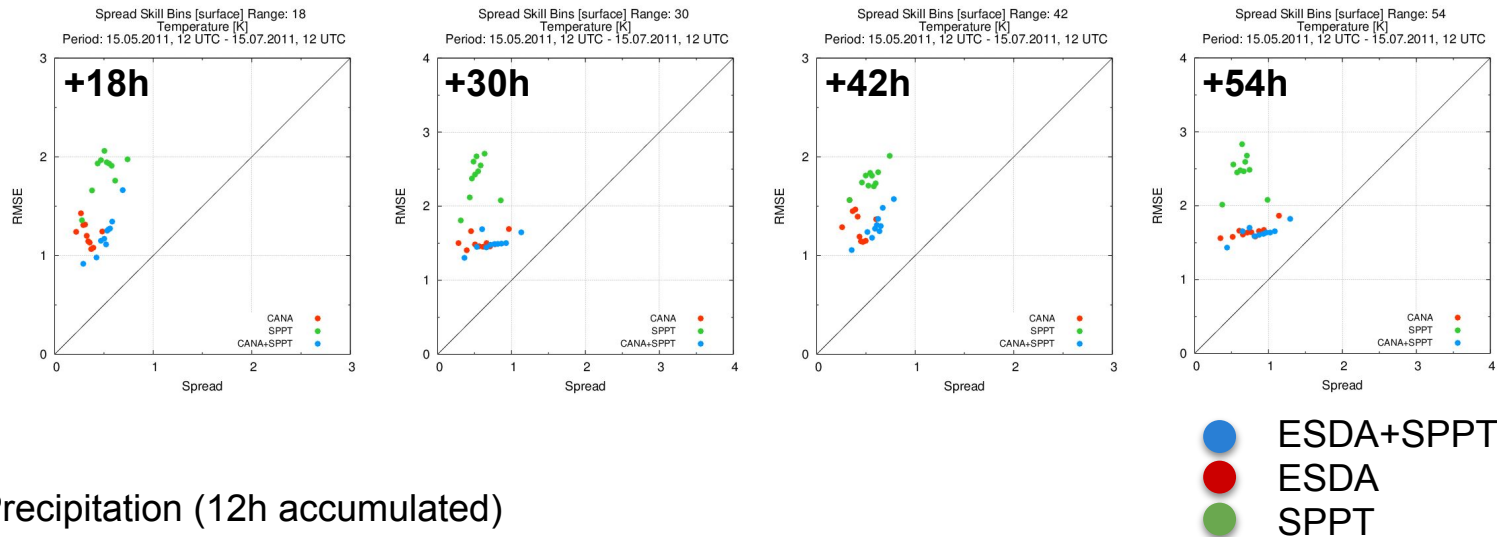 Spread Skill Bins [surface] Range: 18
Temperature [K]
Period: 15.05.2011, 12 UTC - 15.07.2011, 12 UTC
+18h
3
2
1
0
RMSE
0 1 2 3
Spread
CANA
SPPT
CANA+SPPT
Spread Skill Bins [surface] Range: 30
Temperature [K]
Period: 15.05.2011, 12 UTC - 15.07.2011, 12 UTC
+30h
4
3
2
1
0
RMSE
0 1 2 3 4
Spread
CANA
SPPT
CANA+SPPT
Spread Skill Bins [surface] Range: 42
Temperature [K]
Period: 15.05.2011, 12 UTC - 15.07.2011, 12 UTC
+42h
3
2
1
0
RMSE
0 1 2 3
Spread
CANA
SPPT
CANA+SPPT
Spread Skill Bins [surface] Range: 54
Temperature [K]
Period: 15.05.2011, 12 UTC - 15.07.2011, 12 UTC
+54h
4
3
2
1
0
RMSE
0 1 2 3 4
Spread
CANA
SPPT
CANA+SPPT
ESDA+SPPT
ESDA
SPPT
Precipitation (12h accumulated)